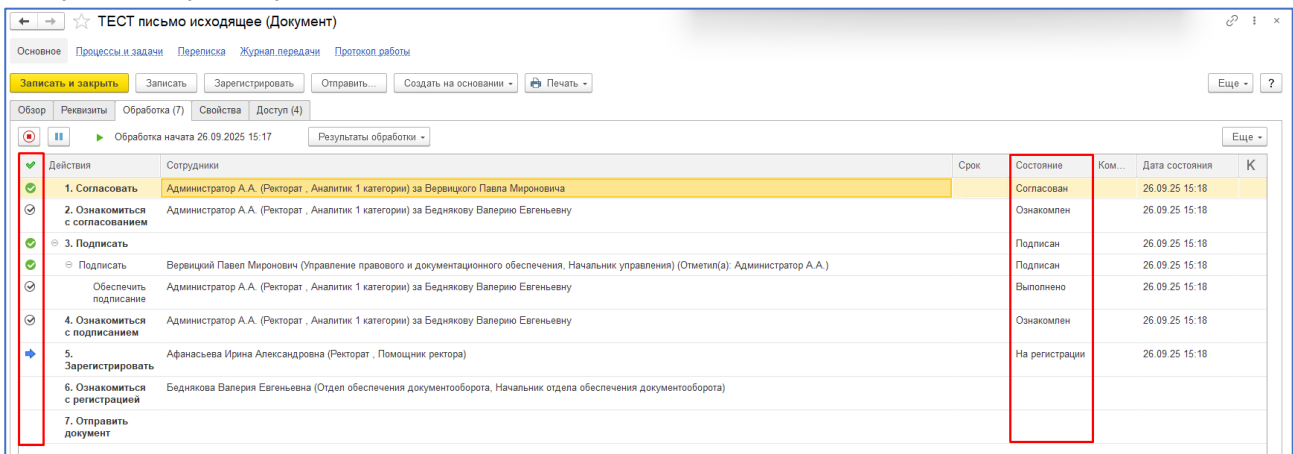 ТЕСТ письмо исходящее (Документ)
Основное Процессы и задачи Переписка Журнал передачи Протокол работы
Записать и закрыть Записать Зарегистрировать Отправить... Создать на основании Печать Еще ?
Обзор Реквизиты Обработка (7) Свойства Доступ (4)
Обработка начата 26.09.2025 15:17 Результаты обработки Еще
Действия Сотрудники Срок Состояние Ком... Дата состояния К
1. Согласовать Администратор А.А. (Ректорат , Аналитик 1 категории) за Вервицкого Павла Мироновича Согласован 26.09.25 15:18
2. Ознакомиться Администратор А.А. (Ректорат , Аналитик 1 категории) за Беднякову Валерию Евгеньевну Ознакомлен 26.09.25 15:18
с согласованием
3. Подписать Подписан 26.09.25 15:18
Подписать Вервицкий Павел Миронович (Управление правового и документационного обеспечения, Начальник управления) (Отметил(а): Администратор А.А.) Подписан 26.09.25 15:18
Обеспечить Администратор А.А. (Ректорат , Аналитик 1 категории) за Беднякову Валерию Евгеньевну Выполнено 26.09.25 15:18
подписание
4. Ознакомиться Администратор А.А. (Ректорат , Аналитик 1 категории) за Беднякову Валерию Евгеньевну Ознакомлен 26.09.25 15:18
с подписанием
5. Афанасьева Ирина Александровна (Ректорат , Помощник ректора) На регистрации 26.09.25 15:18
Зарегистрировать
6. Ознакомиться Беднякова Валерия Евгеньевна (Отдел обеспечения документооборота, Начальник отдела обеспечения документооборота)
с регистрацией
7. Отправить
документ